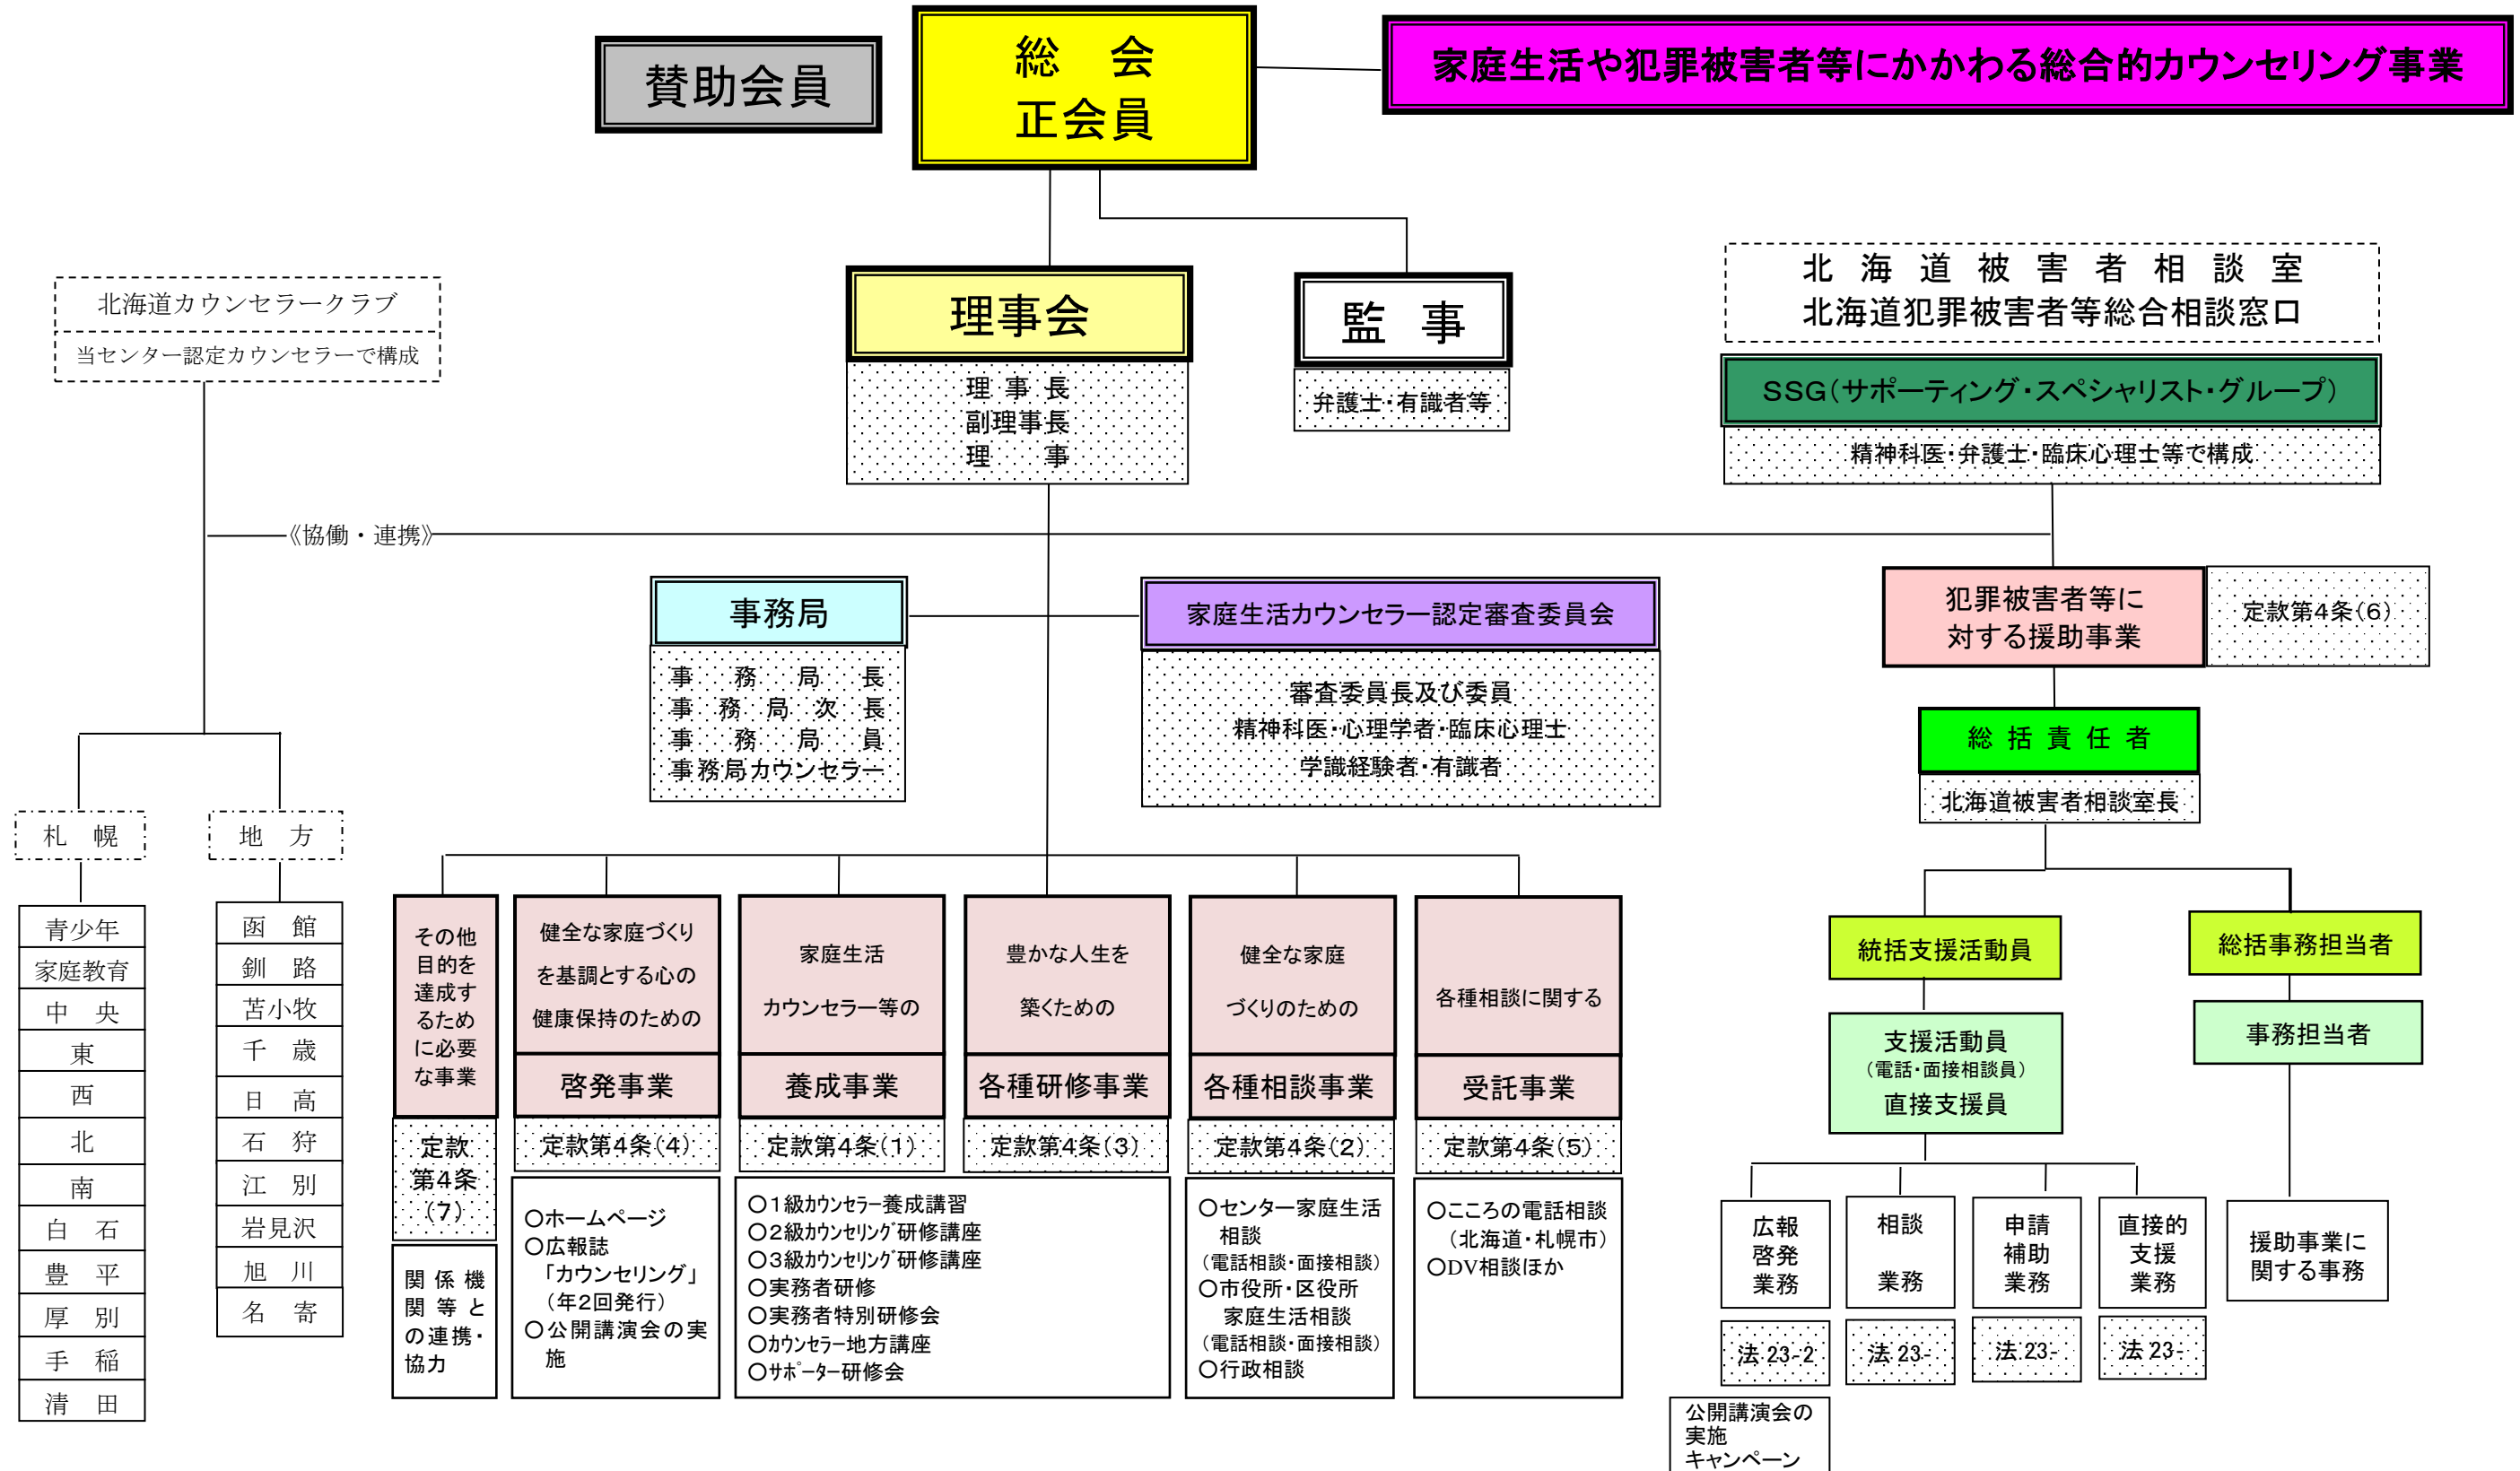 賛助会員
総　会
正会員
家庭生活や犯罪被害者等にかかわる総合的カウンセリング事業
北海道カウンセラークラブ
当センター認定カウンセラーで構成
理事会
理 事 長
副理事長
理　　事
監　事
弁護士・有識者等
北 海 道 被 害 者 相 談 室
北海道犯罪被害者等総合相談窓口
SSG（サポーティング・スペシャリスト・グループ）
精神科医・弁護士・臨床心理士等で構成
《協働・連携》
事務局
事　務　局　長
事 務 局 次 長
事　務　局　員
事務局カウンセラー
家庭生活カウンセラー認定審査委員会
審査委員長及び委員
精神科医・心理学者・臨床心理士
学識経験者・有識者
犯罪被害者等に
対する援助事業
定款第4条（6）
総 括 責 任 者
北海道被害者相談室長
札　幌
青少年
家庭教育
中　央
東
西
北
南
白　石
豊　平
厚　別
手　稲
清　田
地　方
函　館
釧　路
苫小牧
千　歳
日　高
石　狩
江　別
岩見沢
旭　川
名　寄
その他
目的を
達成す
るため
に必要
な事業
定款
第4条
（7）
関 係 機
関 等 と
の連携・
協力
健全な家庭づくり
を基調とする心の
健康保持のための
啓発事業
定款第4条（4）
○ホームページ
○広報誌
「カウンセリング」
（年2回発行）
○公開講演会の実
施
家庭生活
カウンセラー等の
養成事業
定款第4条（1）
豊かな人生を
築くための
各種研修事業
定款第4条（3）
○1級ｶｳﾝｾﾗｰ養成講習
○2級ｶｳﾝｾﾘﾝｸﾞ研修講座
○3級ｶｳﾝｾﾘﾝｸﾞ研修講座
○実務者研修
○実務者特別研修会
○ｶｳﾝｾﾗｰ地方講座
○ｻﾎﾟｰﾀｰ研修会
健全な家庭
づくりのための
各種相談事業
定款第4条（2）
○センター家庭生活
相談
（電話相談・面接相談）
○市役所・区役所
家庭生活相談
（電話相談・面接相談）
○行政相談
各種相談に関する
受託事業
定款第4条（5）
○こころの電話相談
（北海道・札幌市）
○DV相談ほか
統括支援活動員
支援活動員
（電話・面接相談員）
直接支援員
総括事務担当者
事務担当者
広報
啓発
業務
法 23-2
公開講演会の
実施
キャンペーン
相談
業務
法 23-
申請
補助
業務
法 23-
直接的
支援
業務
法 23-
援助事業に
関する事務